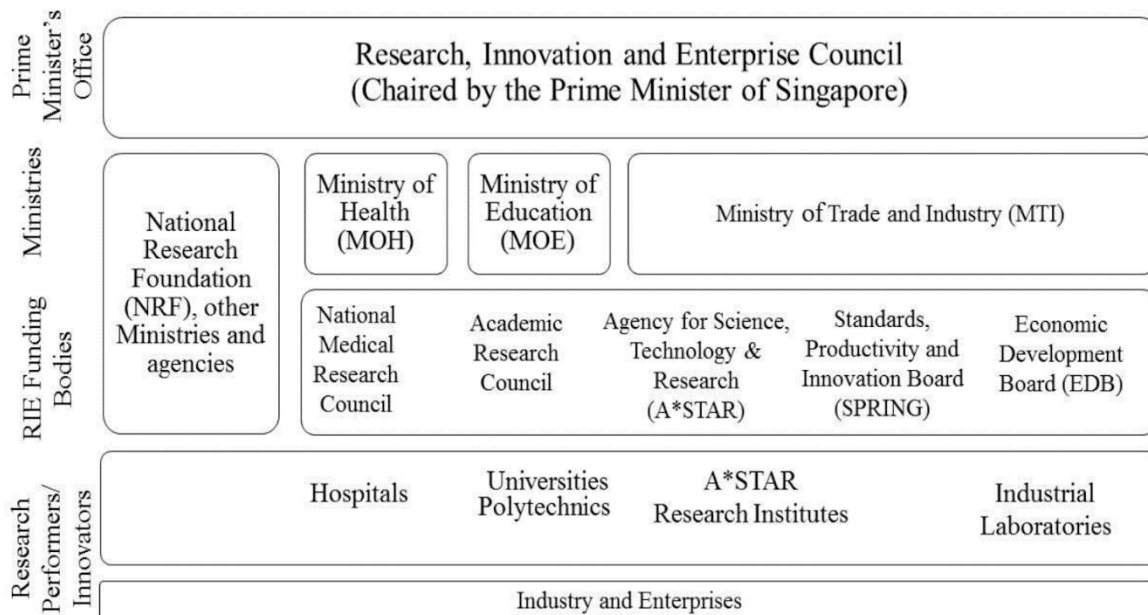 Prime
Minister's
Office
Research, Innovation and Enterprise Council
(Chaired by the Prime Minister of Singapore)
Ministries
RIE Funding
Bodies
National
Research
Foundation
(NRF), other
Ministries and
agencies
Ministry of
Health
(MOH)
Ministry of
Education
(MOE)
Ministry of Trade and Industry (MTI)
National
Medical
Research
Council
Academic
Research
Council
Agency for Science,
Technology &
Research
(A*STAR)
Standards,
Productivity and
Innovation Board
(SPRING)
Economic
Development
Board (EDB)
Research
Performers/
Innovators
Hospitals
Universities
Polytechnics
A*STAR
Research Institutes
Industrial
Laboratories
Industry and Enterprises